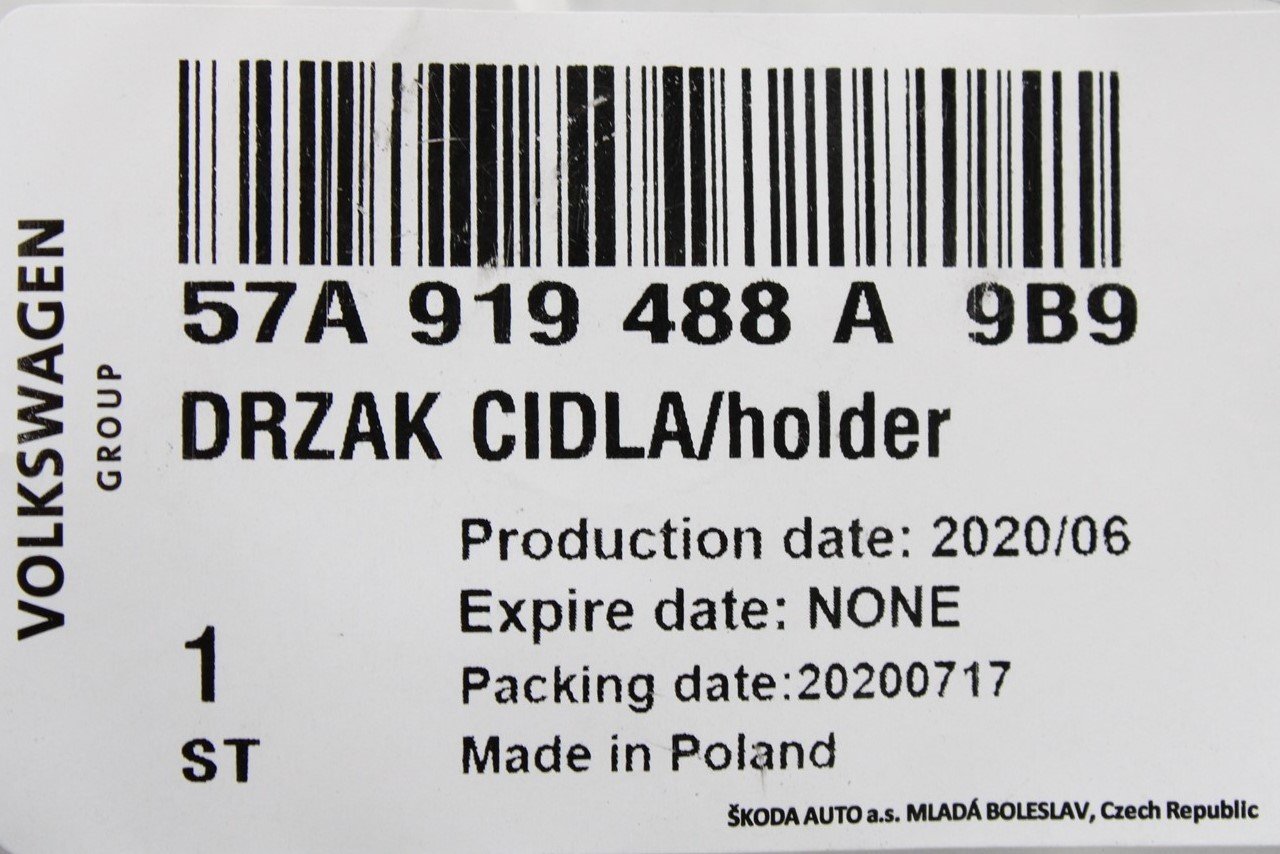 VOLKSWAGEN
GROUP
57A 919 488 A 9B9
DRZAK CIDLA/holder
Production date: 2020/06
Expire date: NONE
Packing date:20200717
1
ST
Made in Poland
ŠKODA AUTO a.s. MLADÁ BOLESLAV, Czech Republic